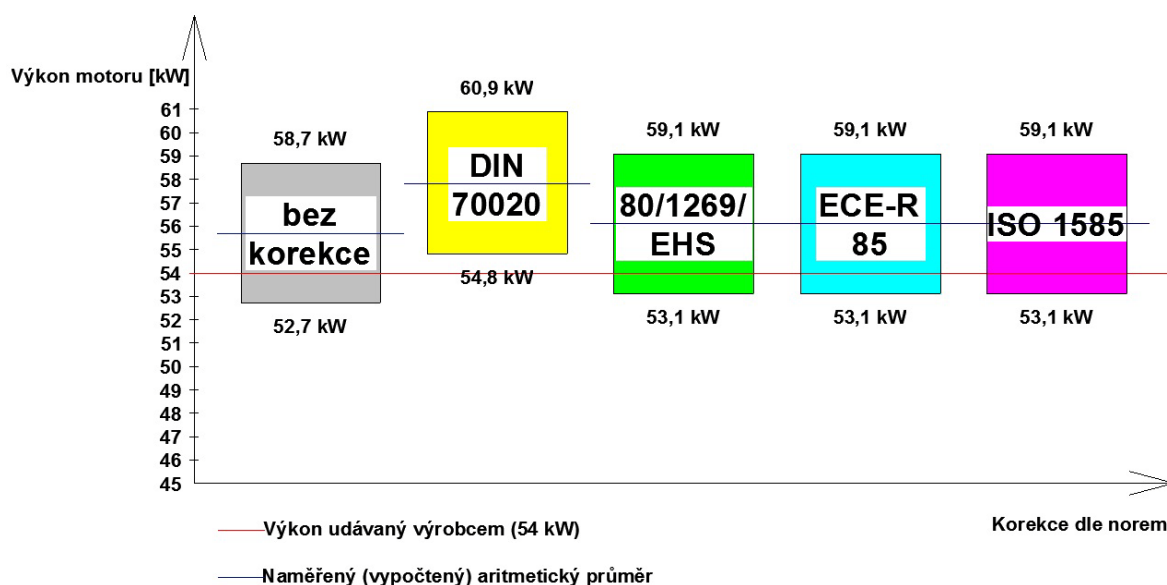 Výkon motoru [kW]
61
60
59
58
57
56
55
54
53
52
51
50
49
48
47
46
45
58,7 kW
bez
korekce
52,7 kW
60,9 kW
DIN
70020
54,8 kW
59,1 kW
80/1269/
EHS
53,1 kW
59,1 kW
ECE-R
85
53,1 kW
59,1 kW
ISO 1585
53,1 kW
Korekce dle norem
Výkon udávaný výrobcem (54 kW)
Naměřený (vypočtený) aritmetický průměr